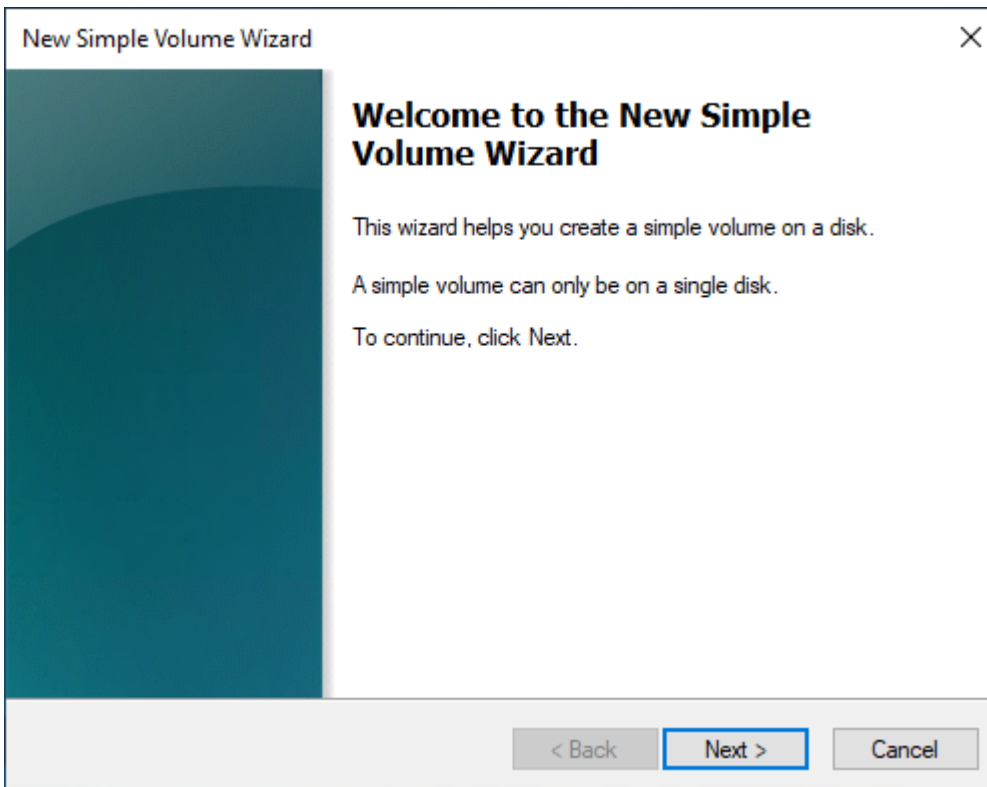 New Simple Volume Wizard
Welcome to the New Simple
Volume Wizard
This wizard helps you create a simple volume on a disk.
A simple volume can only be on a single disk.
To continue, click Next.
< Back
Next >
Cancel